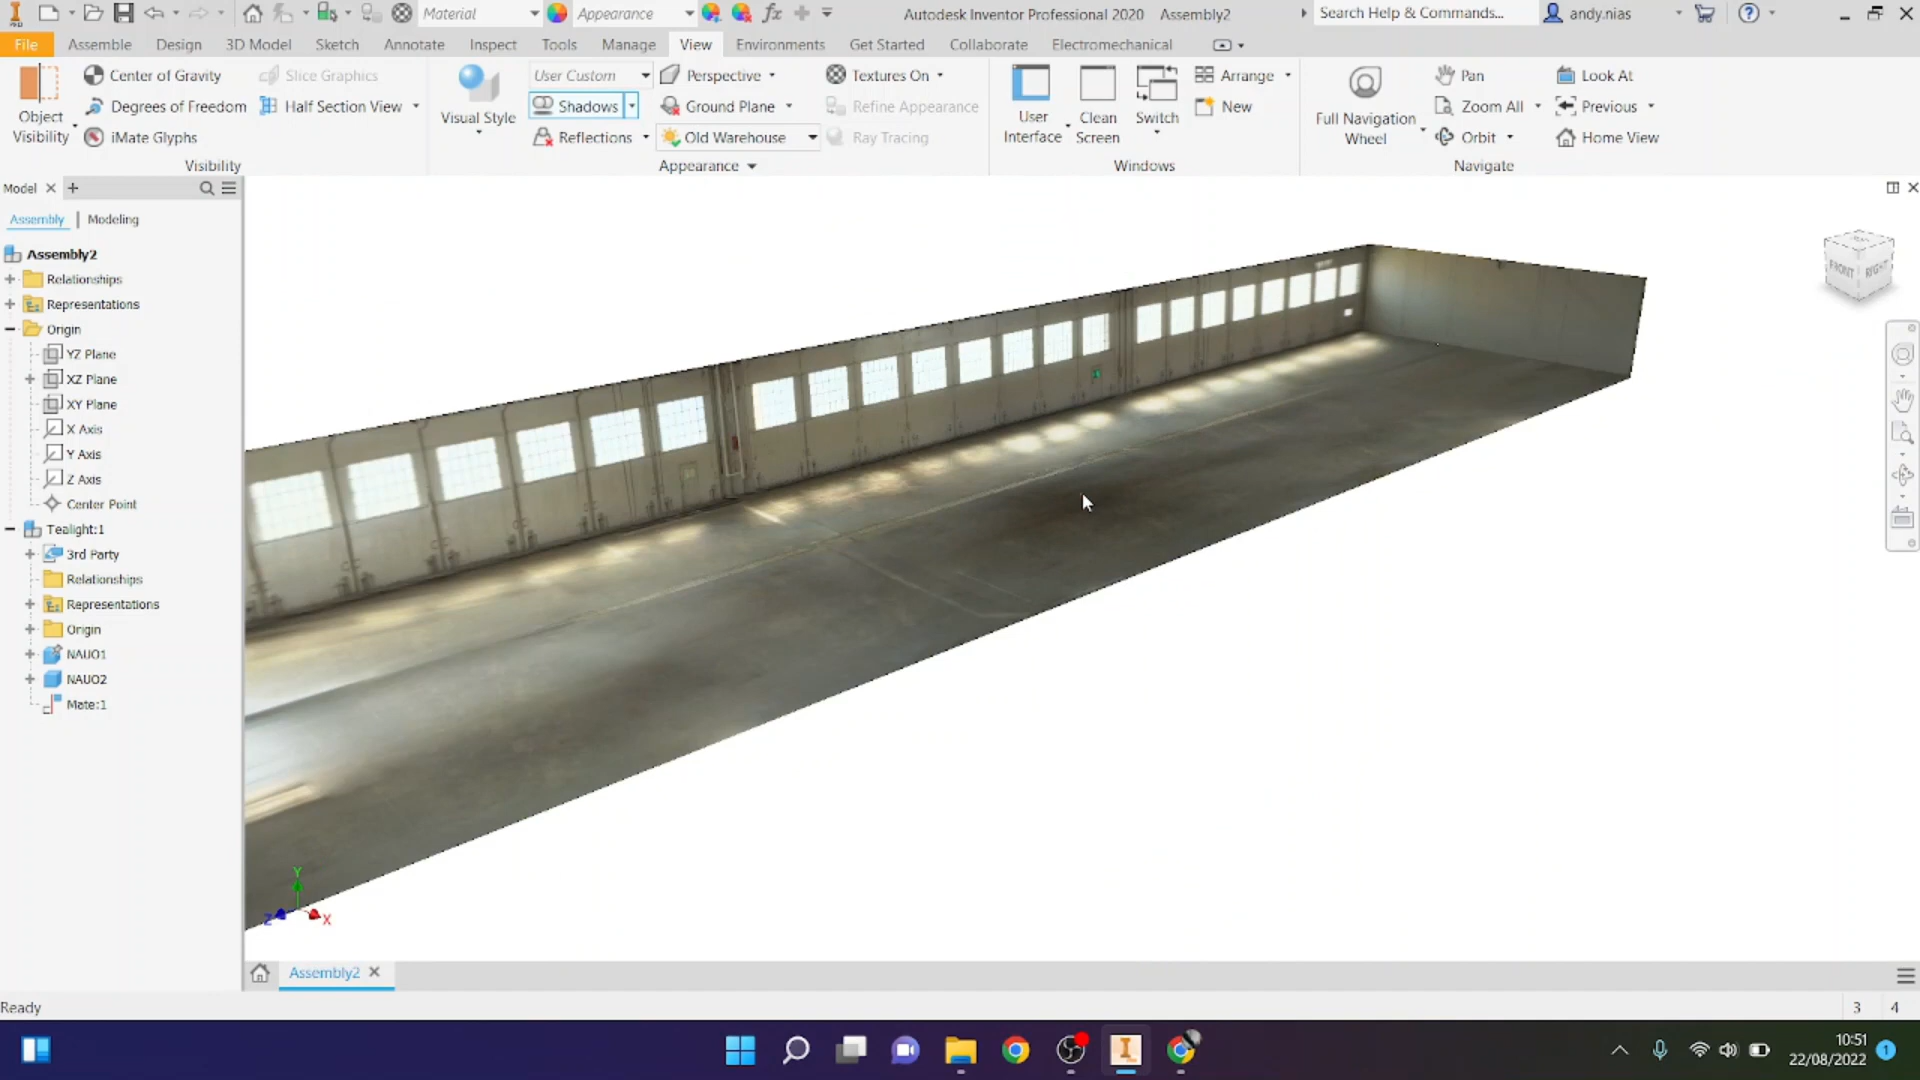 Material
Appearance
Autodesk Inventor Professional 2020 Assembly2
Search Help & Commands...
andy.nias
File Assemble Design 3D Model Sketch Annotate Inspect Tools Manage View Environments Get Started Collaborate Electromechanical
Object
Visibility
Center of Gravity
Degrees of Freedom
iMate Glyphs
Slice Graphics
Half Section View
Visibility
Visual Style
User Custom
Shadows
Reflections
Perspective
Ground Plane
Old Warehouse
Textures On
Refine Appearance
Ray Tracing
Appearance
User
Interface
Clean
Screen
Switch
Arrange
New
Windows
Full Navigation
Wheel
Pan
Zoom All
Orbit
Look At
Previous
Home View
Navigate
Model
Assembly | Modeling
Assembly2
Relationships
Representations
Origin
YZ Plane
XZ Plane
XY Plane
X Axis
Y Axis
Z Axis
Center Point
Tealight:1
3rd Party
Relationships
Representations
Origin
NAUO1
NAUO2
Mate:1
FRONT RIGHT
Y
Z X
Assembly2
Ready 3 4
10:51
22/08/2022
1